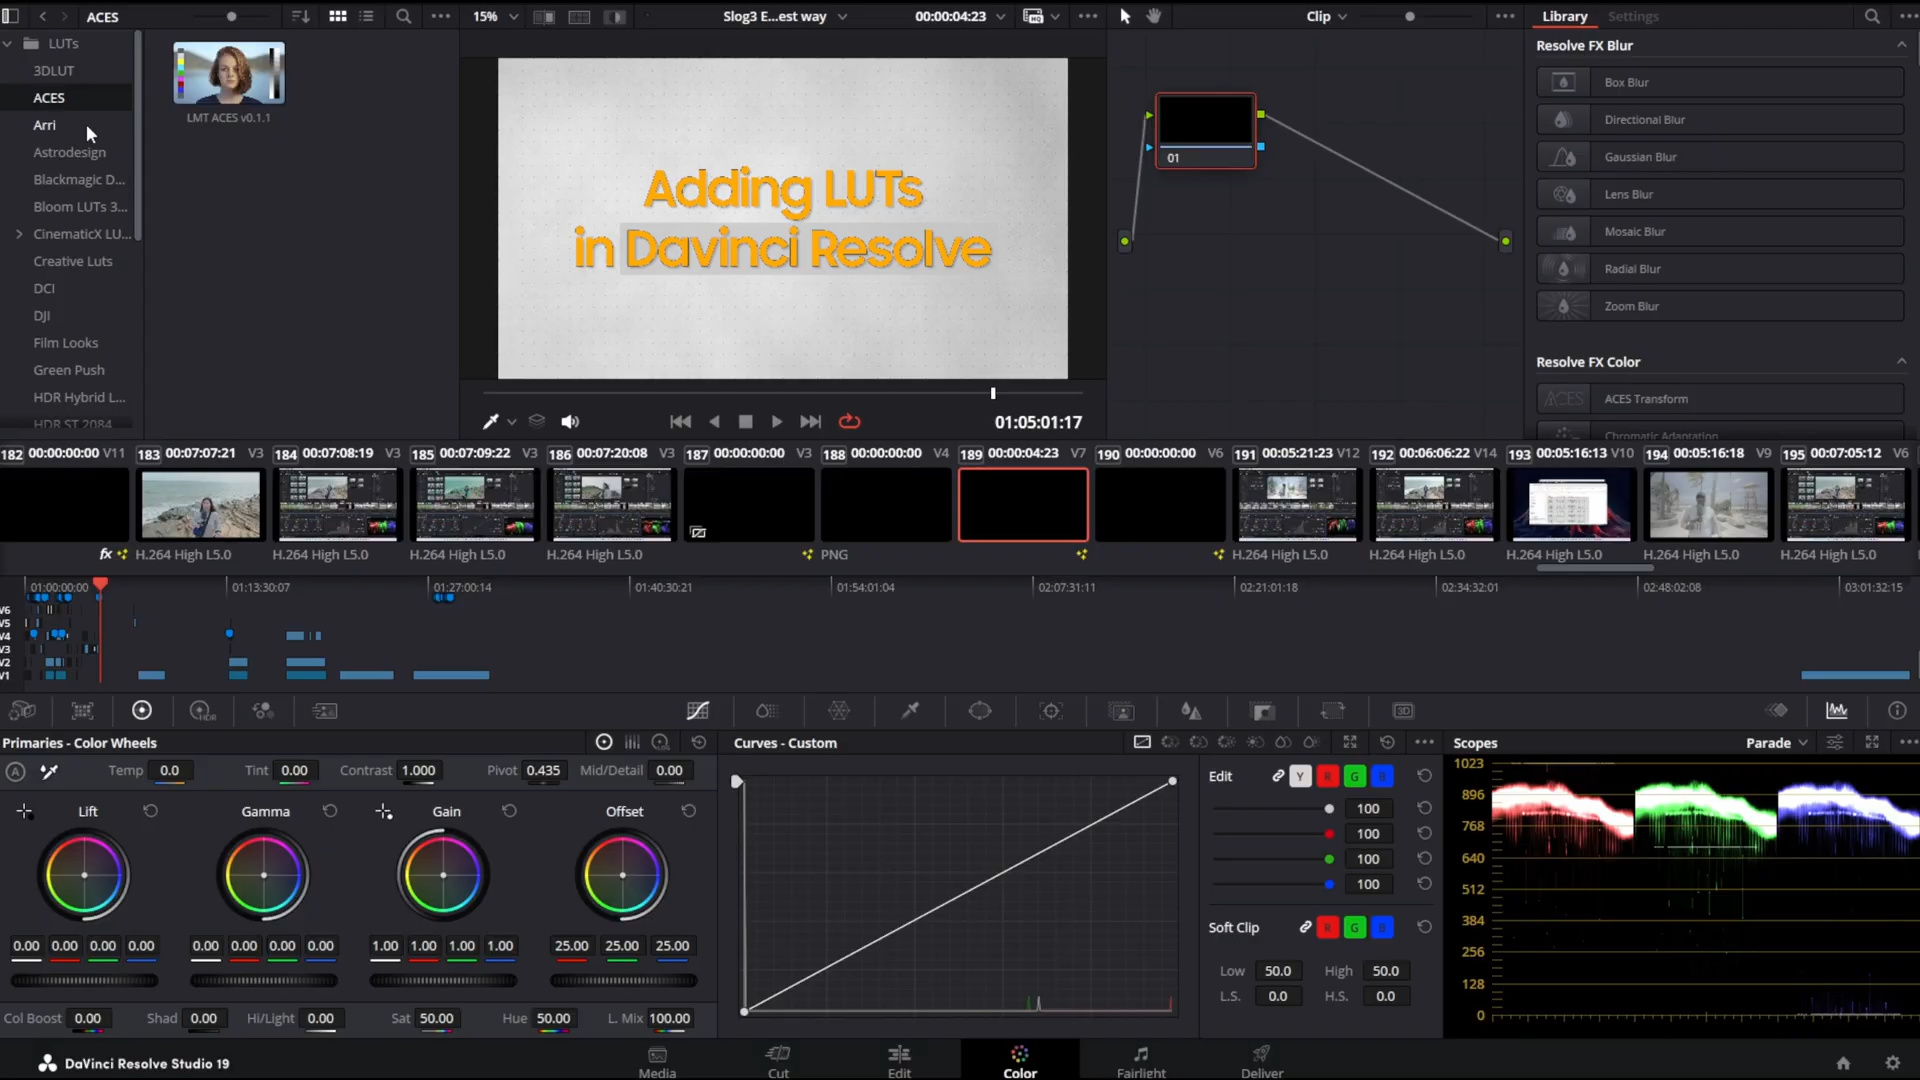 ACES
15%
Slog3 E...est way
00:00:04:23
Clip
Library
Settings
LUTs
3DLUT
ACES
Arri
Astrodesign
Blackmagic D...
Bloom LUTs 3...
CinematicX LU...
Creative Luts
DCI
DJI
Film Looks
Green Push
HDR Hybrid L...
HDR ST 2084
LMT ACES v0.1.1
Adding LUTs
in Davinci Resolve
01:05:01:17
01
Resolve FX Blur
Box Blur
Directional Blur
Gaussian Blur
Lens Blur
Mosaic Blur
Radial Blur
Zoom Blur
Resolve FX Color
ACES Transform
Chromatic Adaptation
182 00:00:00:00 V11
183 00:07:07:21 V3
184 00:07:08:19 V3
185 00:07:09:22 V3
186 00:07:20:08 V3
187 00:00:00:00 V3
188 00:00:00:00 V4
189 00:00:04:23 V7
190 00:00:00:00 V6
191 00:05:21:23 V12
192 00:06:06:22 V14
193 00:05:16:13 V10
194 00:05:16:18 V9
195 00:07:05:12 V6
fx
H.264 High L5.0
H.264 High L5.0
H.264 High L5.0
H.264 High L5.0
PNG
H.264 High L5.0
H.264 High L5.0
H.264 High L5.0
H.264 High L5.0
H.264 High L5.0
01:00:00:00
01:13:30:07
01:27:00:14
01:40:30:21
01:54:01:04
02:07:31:11
02:21:01:18
02:34:32:01
02:48:02:08
03:01:32:15
V6
V5
V4
V3
V2
V1
HDR
3D
Primaries - Color Wheels
LOG
Curves - Custom
Scopes
Parade
A
Temp 0.0
Tint 0.00
Contrast 1.000
Pivot 0.435
Mid/Detail 0.00
Lift
Gamma
Gain
Offset
0.00 0.00 0.00 0.00
0.00 0.00 0.00 0.00
1.00 1.00 1.00 1.00
25.00 25.00 25.00
Col Boost 0.00
Shad 0.00
Hi/Light 0.00
Sat 50.00
Hue 50.00
L. Mix 100.00
Edit
Y R G B
100
100
100
100
Soft Clip
R G B
Low 50.0
High 50.0
L.S. 0.0
H.S. 0.0
1023
896
768
640
512
384
256
128
0
DaVinci Resolve Studio 19
Media
Cut
Edit
Color
Fairlight
Deliver